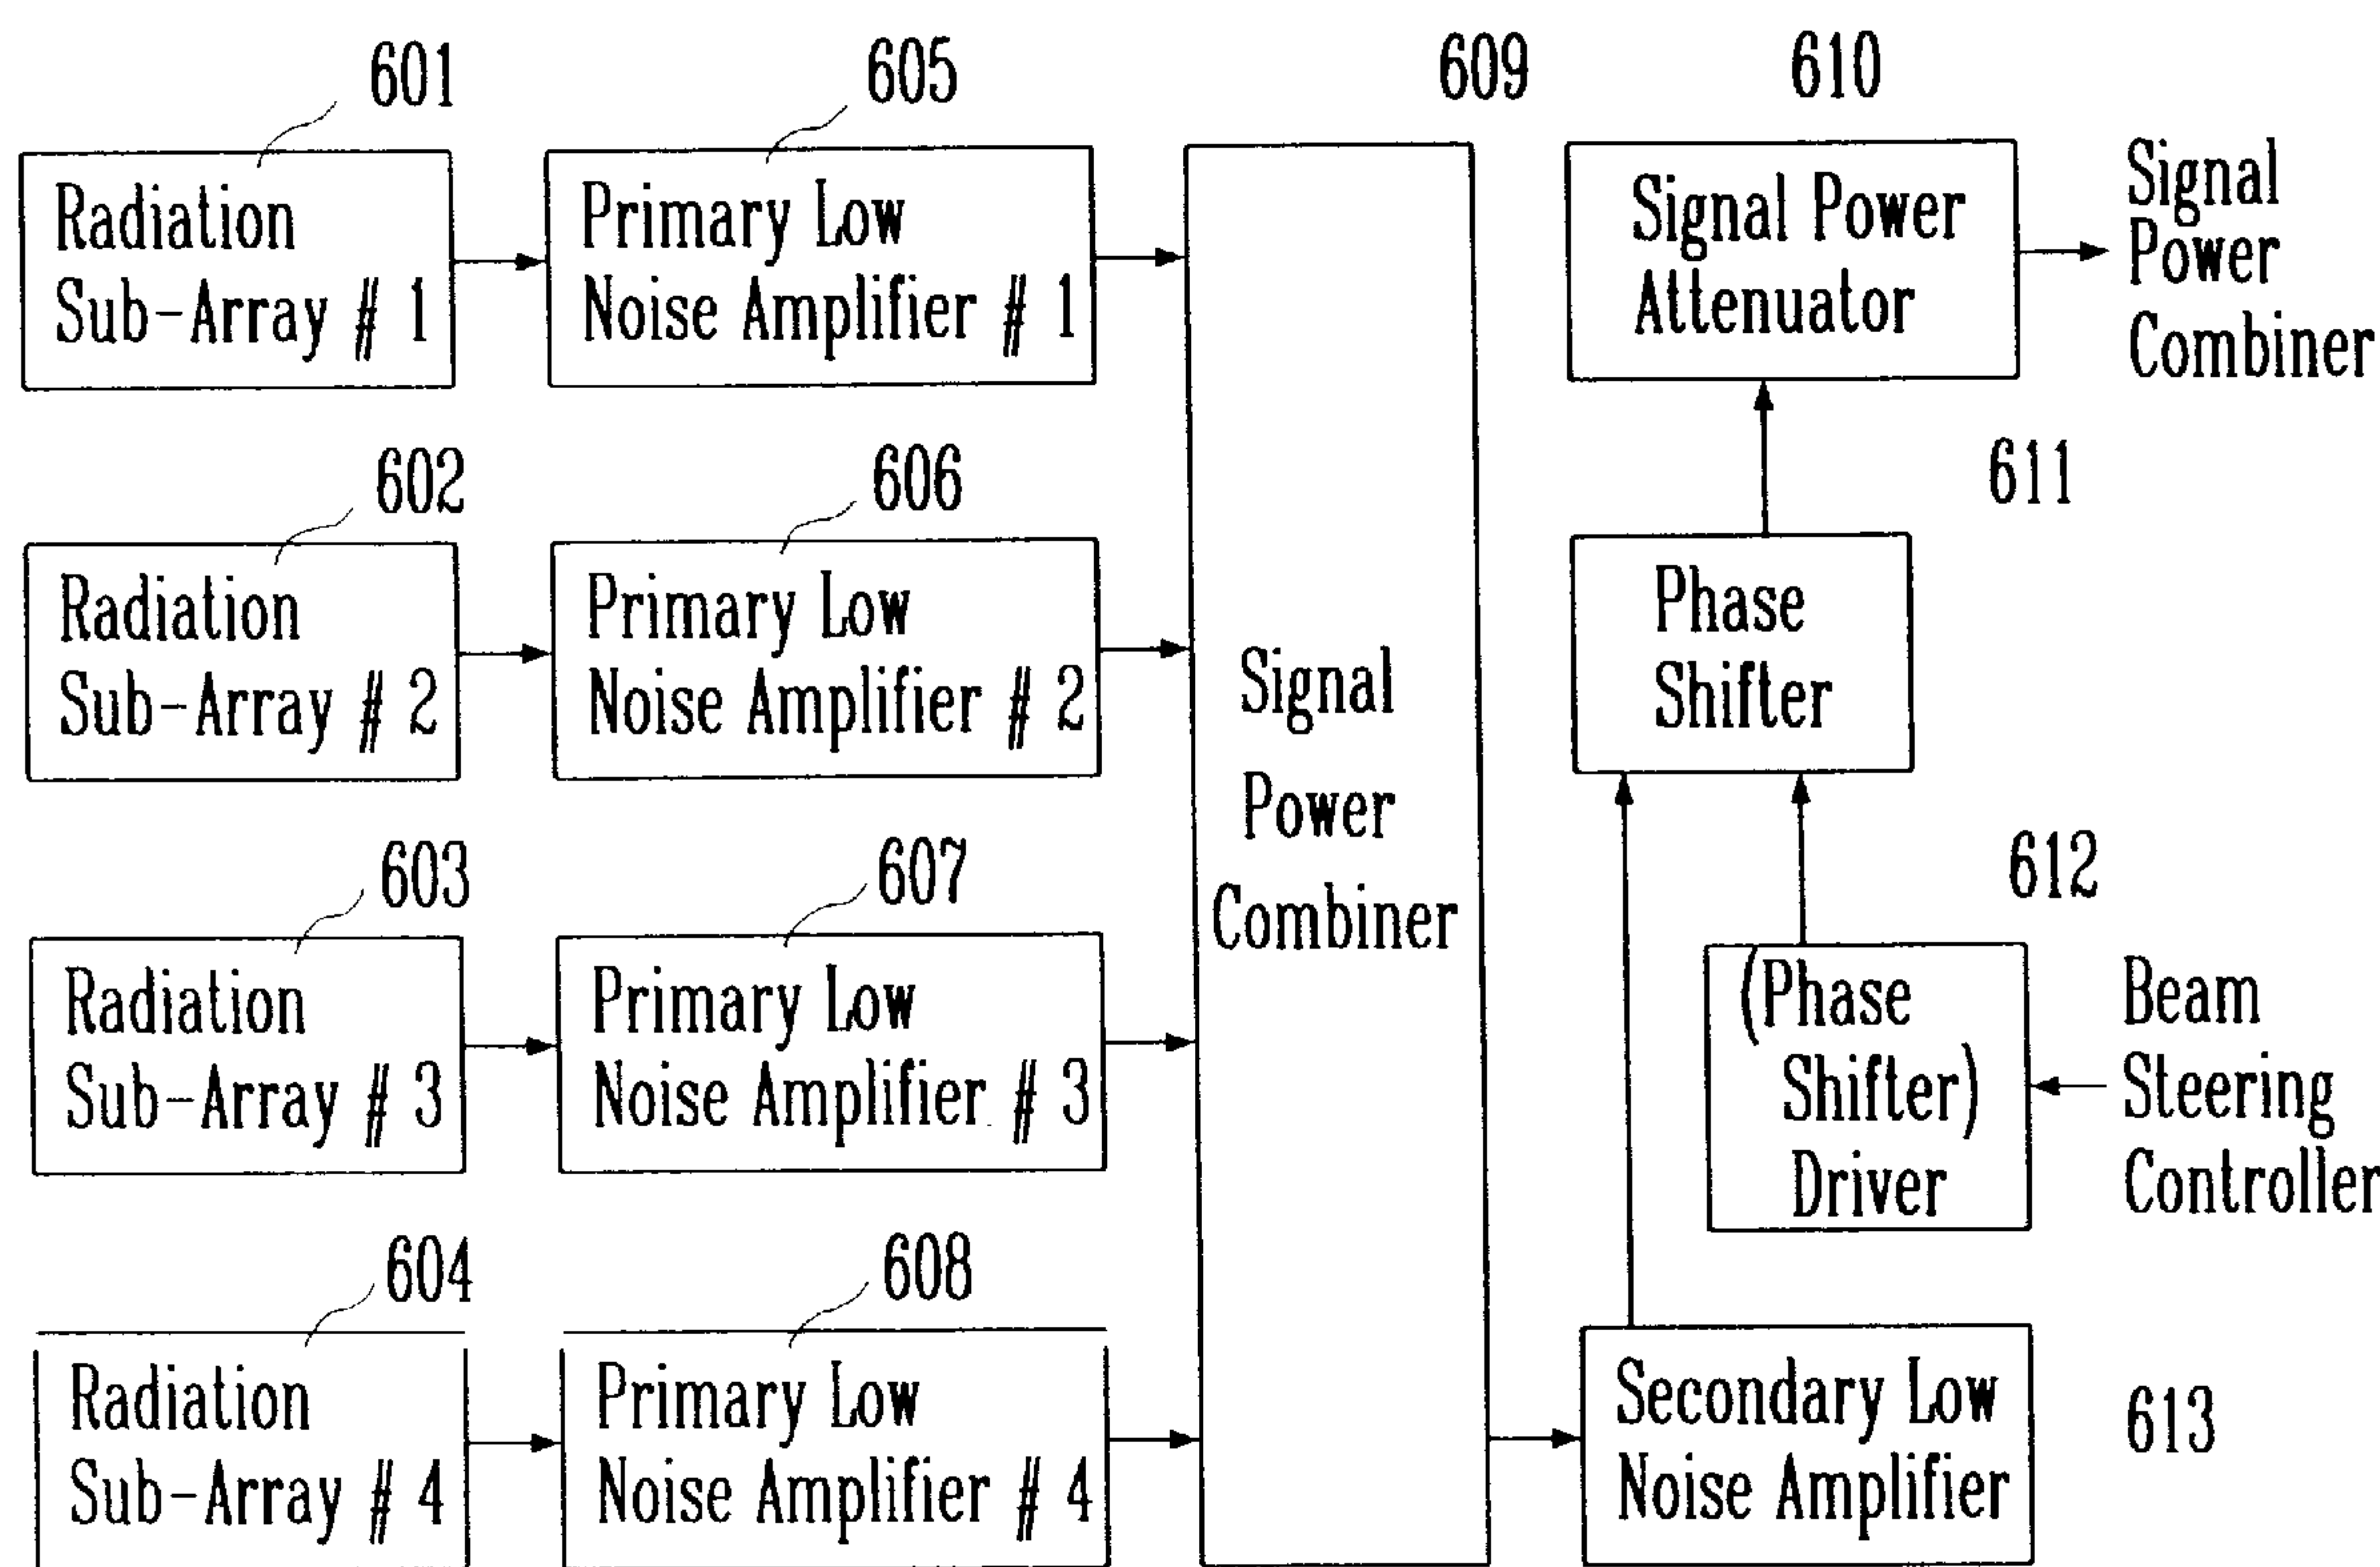 601
605
609
610
Radiation
Sub-Array # 1
Primary Low
Noise Amplifier # 1
Signal Power
Attenuator
Signal
Power
Combiner
602
606
611
Radiation
Sub-Array # 2
Primary Low
Noise Amplifier # 2
Signal
Power
Combiner
Phase
Shifter
603
607
612
Radiation
Sub-Array # 3
Primary Low
Noise Amplifier # 3
(Phase
Shifter)
Driver
Beam
Steering
Controller
604
608
Radiation
Sub-Array # 4
Primary Low
Noise Amplifier # 4
Secondary Low
Noise Amplifier
613